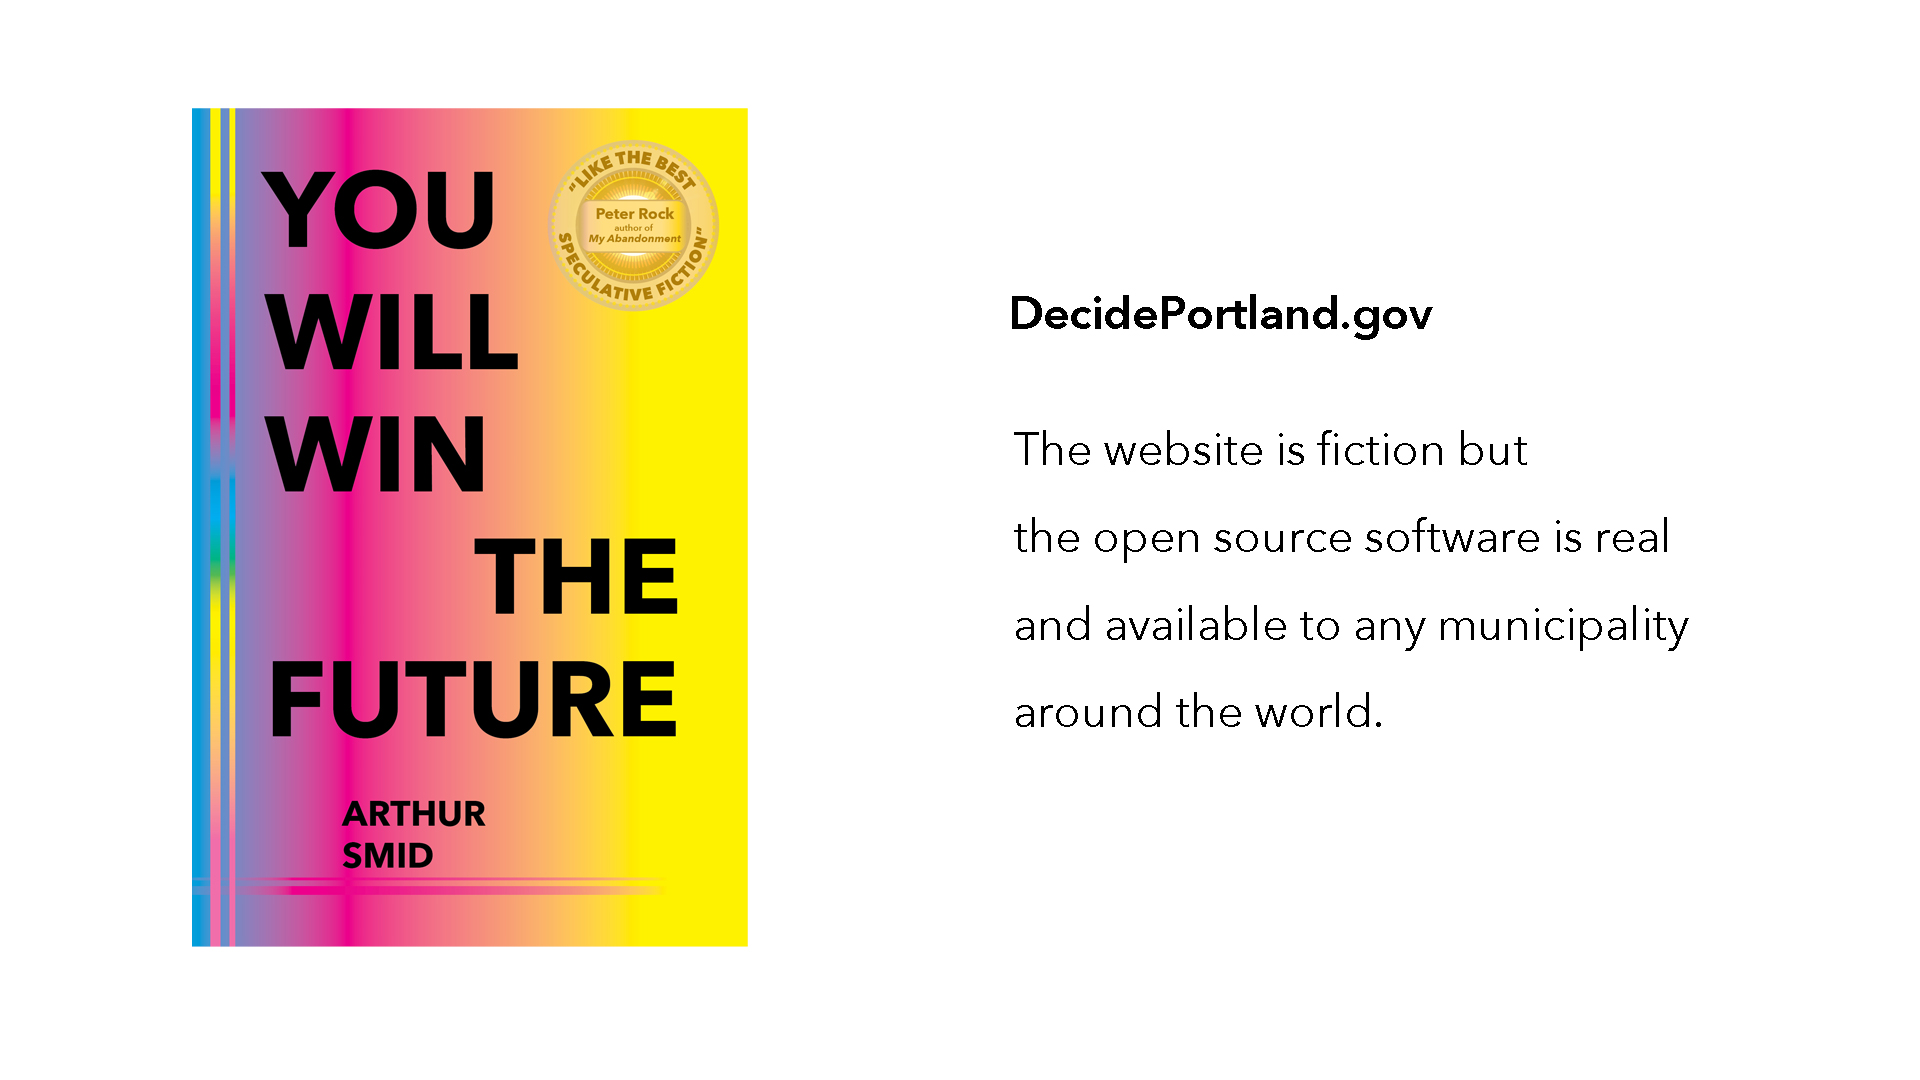 YOU
WILL
WIN
THE
FUTURE
"LIKE THE BEST
Peter Rock
author of
My Abandonment
SPECULATIVE FICTION"
ARTHUR
SMID
DecidePortland.gov
The website is fiction but
the open source software is real
and available to any municipality
around the world.